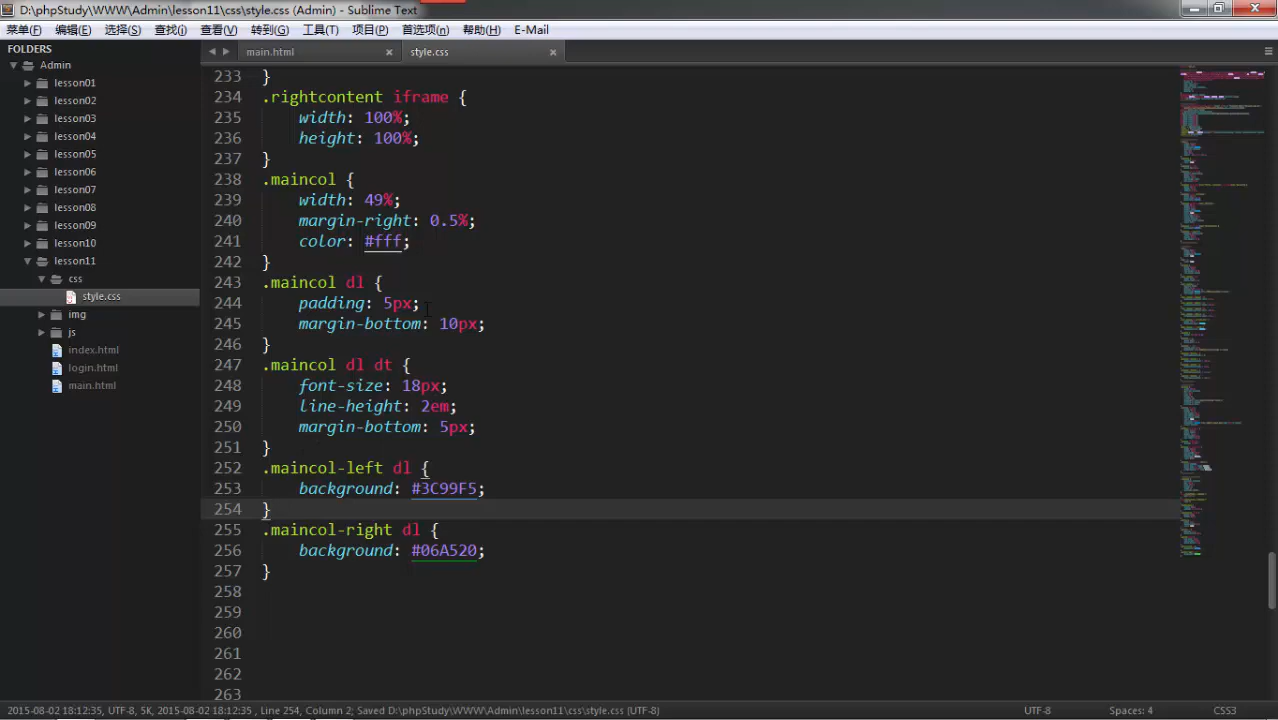 D:\phpStudy\WWW\Admin\lesson11\css\style.css (Admin) - Sublime Text
菜单(F) 编辑(E) 选择(S) 查找(I) 查看(V) 转到(G) 工具(T) 项目(P) 首选项(n) 帮助(H) E-Mail
FOLDERS
Admin
lesson01
lesson02
lesson03
lesson04
lesson05
lesson06
lesson07
lesson08
lesson09
lesson10
lesson11
css
style.css
img
js
index.html
login.html
main.html
main.html style.css
233 }
234 .rightcontent iframe {
235 width: 100%;
236 height: 100%;
237 }
238 .maincol {
239 width: 49%;
240 margin-right: 0.5%;
241 color: #fff;
242 }
243 .maincol dl {
244 padding: 5px;
245 margin-bottom: 10px;
246 }
247 .maincol dl dt {
248 font-size: 18px;
249 line-height: 2em;
250 margin-bottom: 5px;
251 }
252 .maincol-left dl {
253 background: #3C99F5;
254 }
255 .maincol-right dl {
256 background: #06A520;
257 }
258
259
260
261
262
263
2015-08-02 18:12:35, UTF-8, 5K, 2015-08-02 18:12:35 , Line 254, Column 2; Saved D:\phpStudy\WWW\Admin\lesson11\css\style.css (UTF-8) UTF-8 Spaces: 4 CSS3